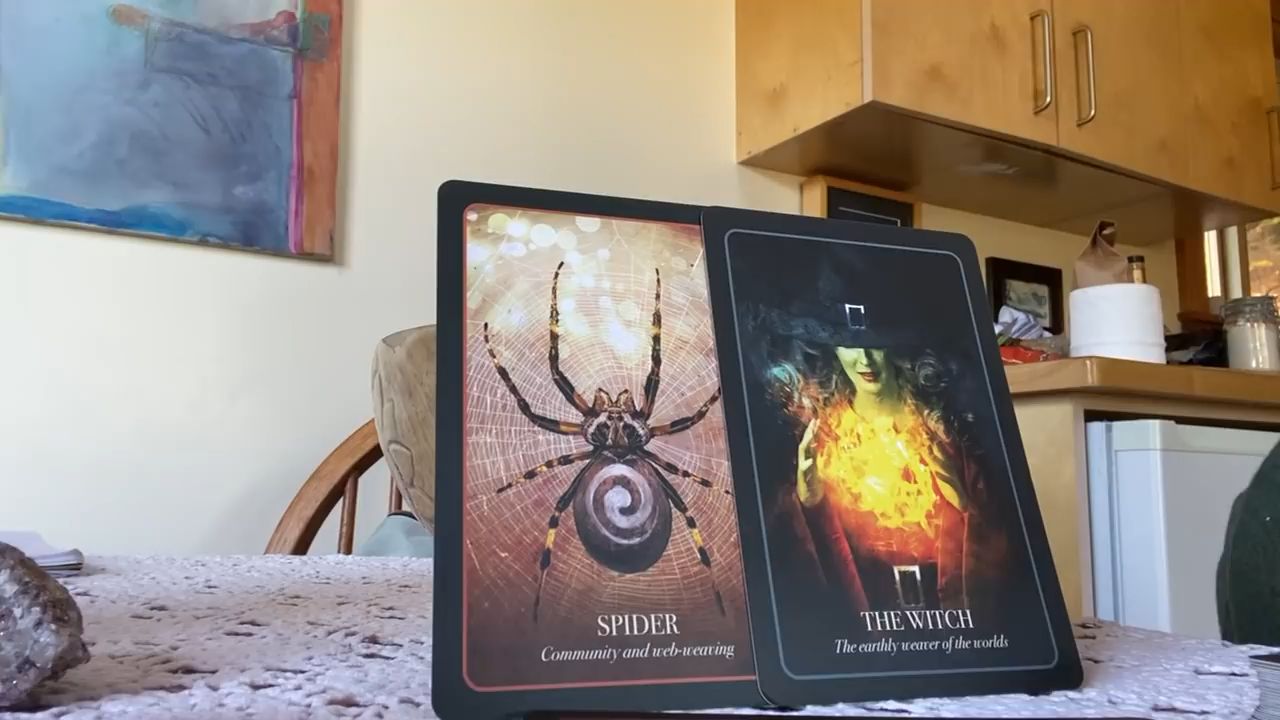 SPIDER
Community and web-weaving
THE WITCH
The earthly weaver of the worlds